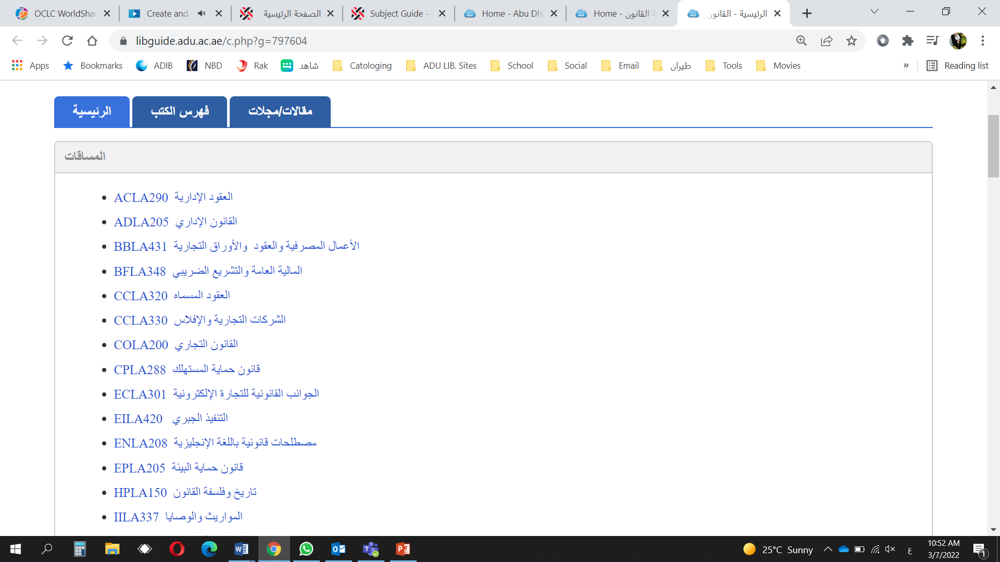 OCLC WorldShar
Create and
الصفحة الرئيسية
Subject Guide -
Home - Abu Dha
Home - ة القانون
الرئيسية - القانون
libguide.adu.ac.ae/c.php?g=797604
Apps
Bookmarks
ADIB
NBD
Rak
شاهد
Catologing
ADU LIB. Sites
School
Social
Email
طيران
Tools
Movies
»
Reading list
الرئيسية
فهرس الكتب
مقالات/مجلات
المساقات
ACLA290 العقود الإدارية
ADLA205 القانون الإداري
BBLA431 الأعمال المصرفية والعقود والأوراق التجارية
BFLA348 المالية العامة والتشريع الضريبي
CCLA320 العقود المسماه
CCLA330 الشركات التجارية والإفلاس
COLA200 القانون التجاري
CPLA288 قانون حماية المستهلك
ECLA301 الجوانب القانونية للتجارة الإلكترونية
EILA420 التنفيذ الجبري
ENLA208 مصطلحات قانونية باللغة الإنجليزية
EPLA205 قانون حماية البيئة
HPLA150 تاريخ وفلسفة القانون
IILA337 المواريث والوصايا
25°C Sunny
ع
10:52 AM
3/7/2022
1